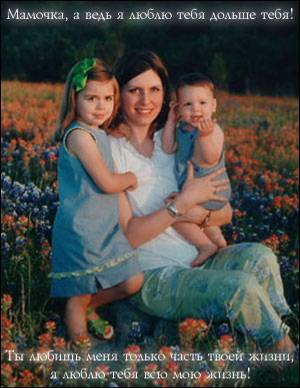 Мамочка, а ведь я люблю тебя дольше тебя!
Ты любишь меня только часть твоей жизни,
я люблю тебя всю мою жизнь!